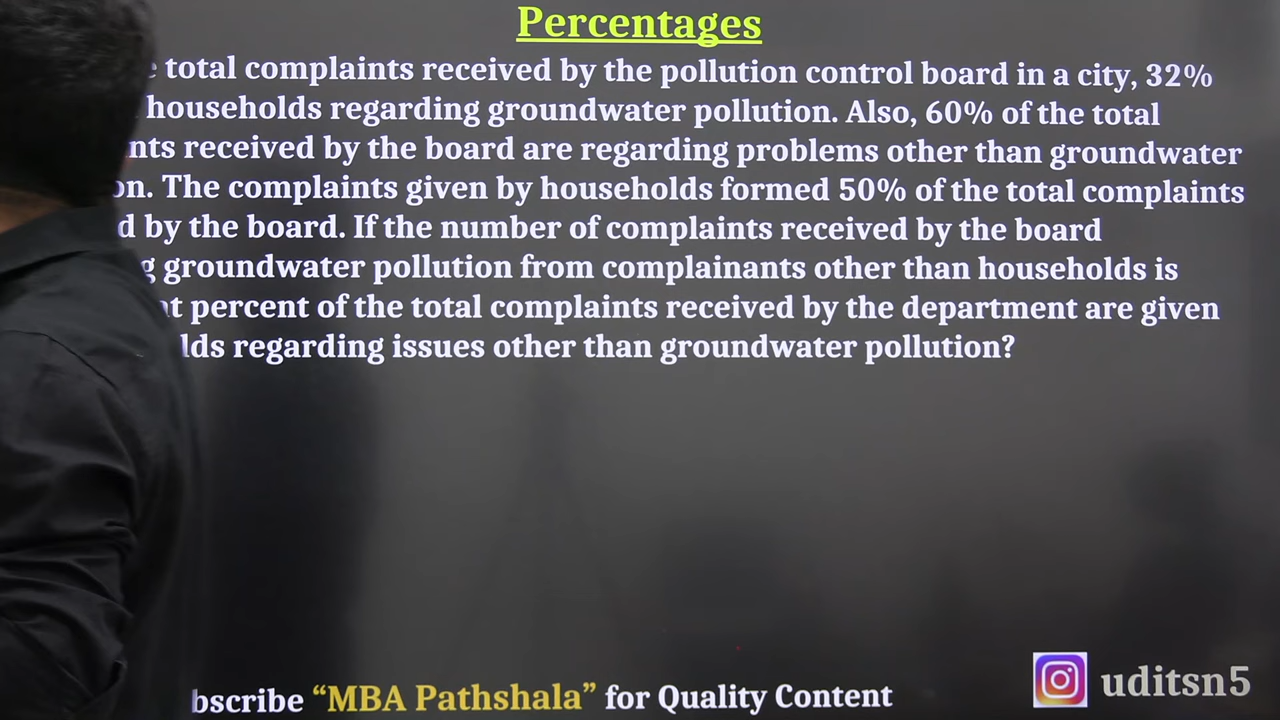 Percentages
total complaints received by the pollution control board in a city, 32%
households regarding groundwater pollution. Also, 60% of the total
received by the board are regarding problems other than groundwater
The complaints given by households formed 50% of the total complaints
by the board. If the number of complaints received by the board
groundwater pollution from complainants other than households is
percent of the total complaints received by the department are given
regarding issues other than groundwater pollution?
“MBA Pathshala” for Quality Content
uditsn5